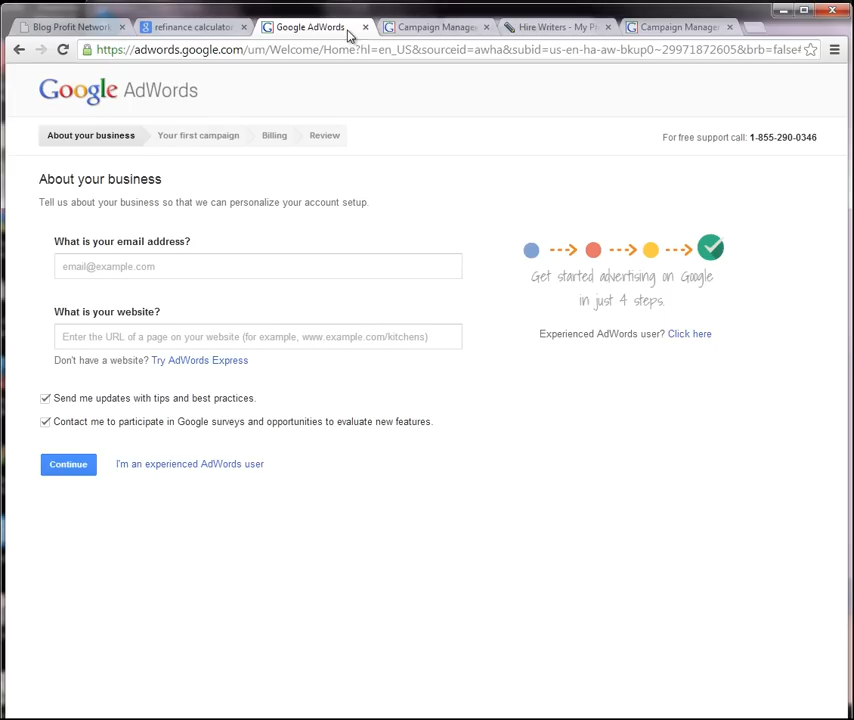 Blog Profit Network
refinance calculator
Google AdWords
Campaign Manage
Hire Writers - My P
Campaign Manage
https://adwords.google.com/um/Welcome/Home?hl=en_US&sourceid=awha&subid=us-en-ha-aw-bkup0~29971872605&brb=false
Google AdWords
About your business
Your first campaign
Billing
Review
For free support call: 1-855-290-0346
About your business
Tell us about your business so that we can personalize your account setup.
What is your email address?
email@example.com
What is your website?
Enter the URL of a page on your website (for example, www.example.com/kitchens)
Don't have a website? Try AdWords Express
Send me updates with tips and best practices.
Contact me to participate in Google surveys and opportunities to evaluate new features.
Continue
I'm an experienced AdWords user
Get started advertising on Google
in just 4 steps.
Experienced AdWords user? Click here